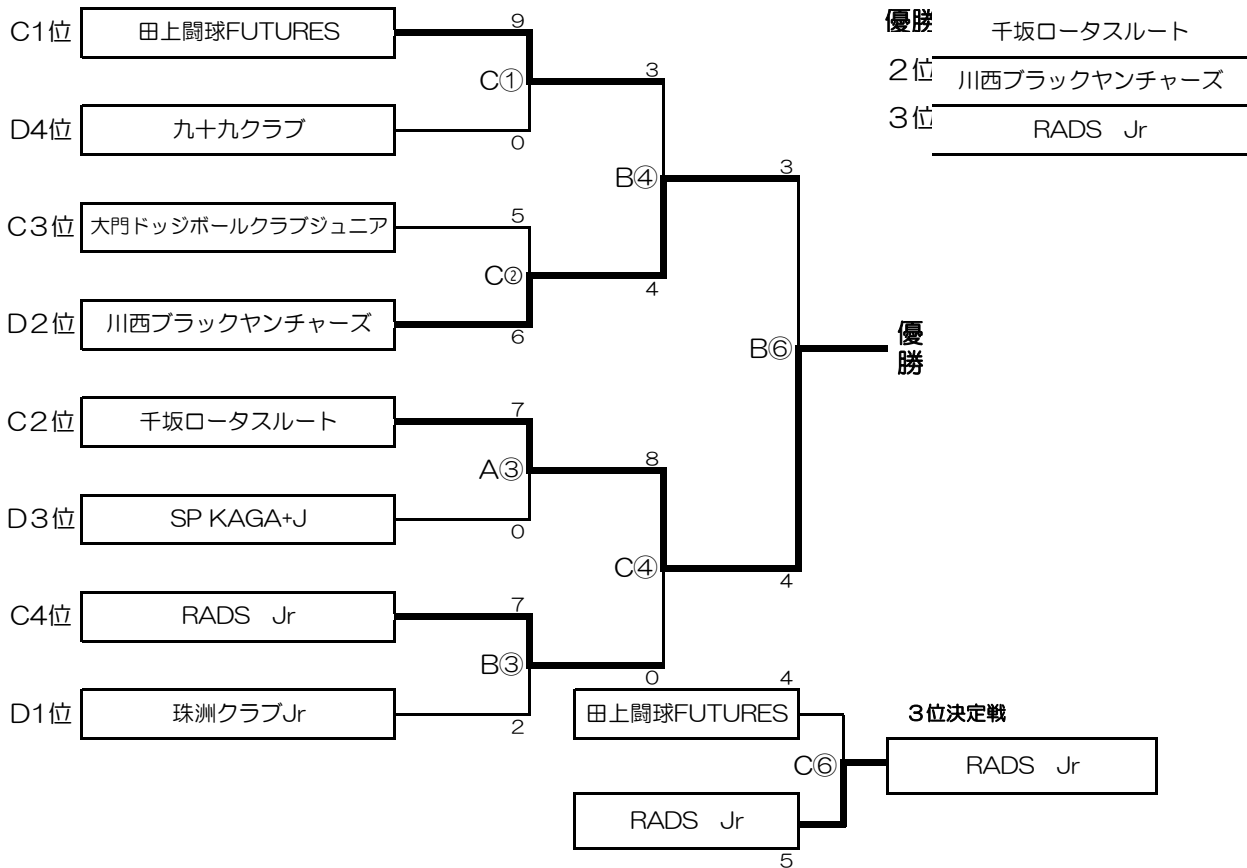 C1位 田上闘球FUTURES 9
C① 3
D4位 九十九クラブ 0
B④ 3
C3位 大門ドッジボールクラブジュニア 5
C② 4
D2位 川西ブラックヤンチャーズ 6
B⑥ 優勝
C2位 千坂ロータスルート 7
A③ 8
D3位 SP KAGA+J 0
C④ 4
C4位 RADS Jr 7
B③ 0
D1位 珠洲クラブJr 2
優勝 千坂ロータスルート
2位 川西ブラックヤンチャーズ
3位 RADS Jr
4
田上闘球FUTURES
3位決定戦
C⑥ RADS Jr
RADS Jr
5